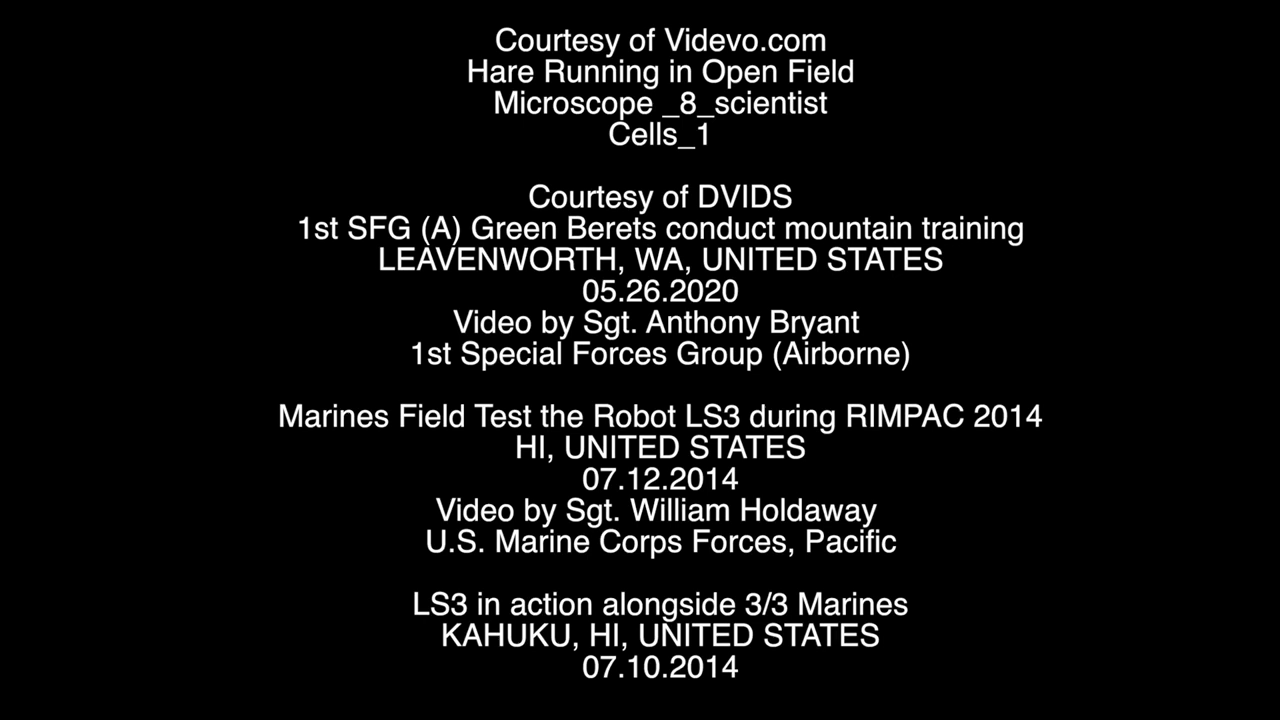 Courtesy of Videvo.com
Hare Running in Open Field
Microscope _8_scientist
Cells_1
Courtesy of DVIDS
1st SFG (A) Green Berets conduct mountain training
LEAVENWORTH, WA, UNITED STATES
05.26.2020
Video by Sgt. Anthony Bryant
1st Special Forces Group (Airborne)
Marines Field Test the Robot LS3 during RIMPAC 2014
HI, UNITED STATES
07.12.2014
Video by Sgt. William Holdaway
U.S. Marine Corps Forces, Pacific
LS3 in action alongside 3/3 Marines
KAHUKU, HI, UNITED STATES
07.10.2014